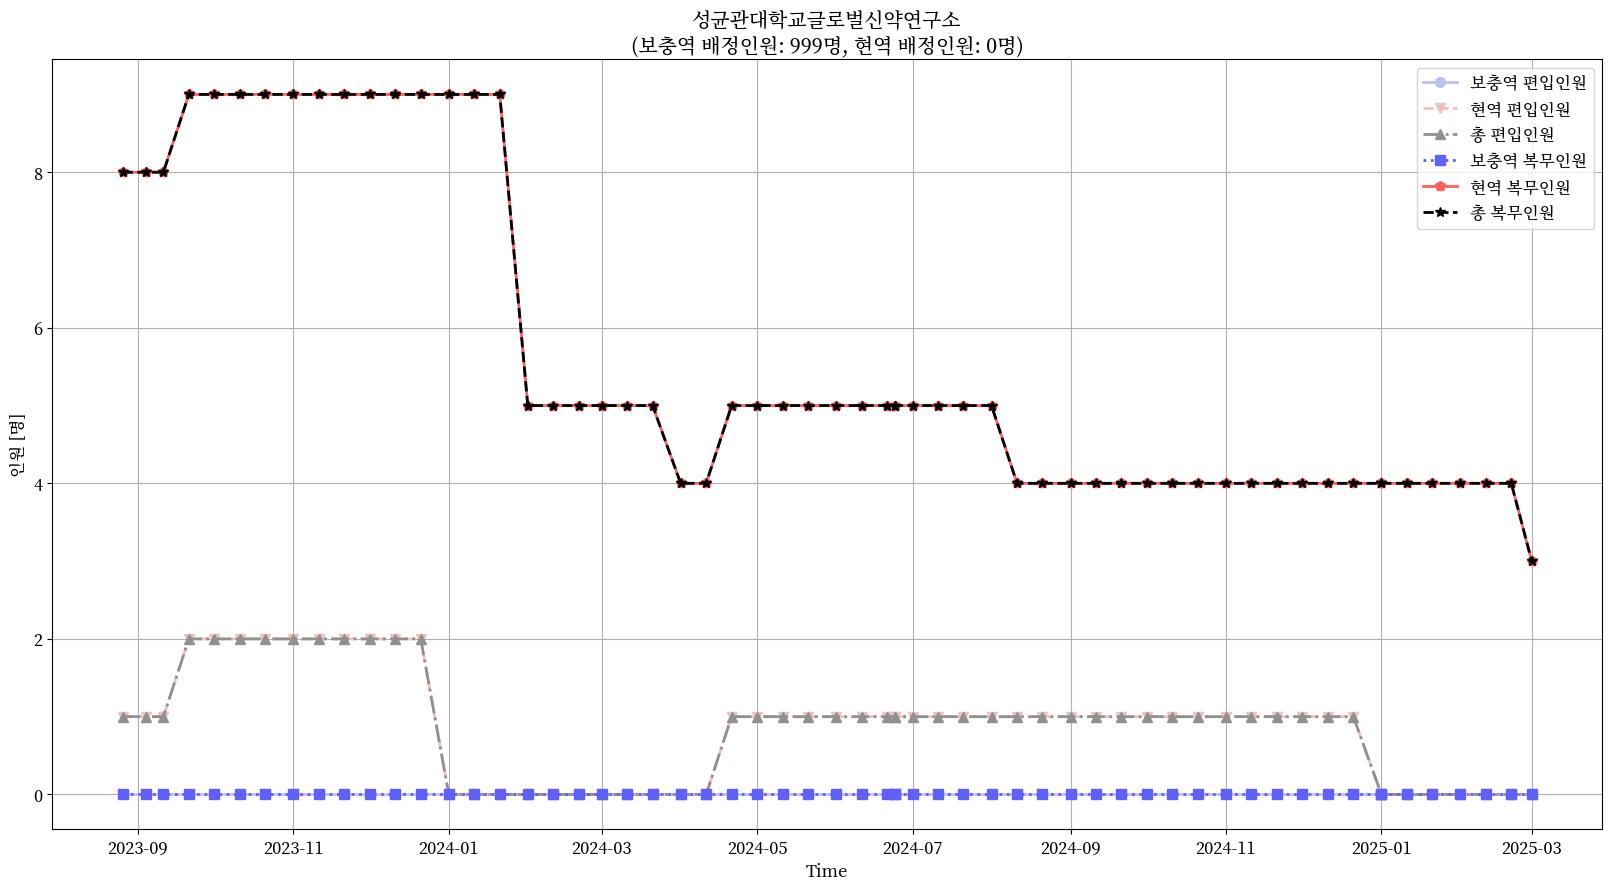 성균관대학교글로벌신약연구소
(보충역 배정인원: 999명, 현역 배정인원: 0명)
보충역 편입인원
현역 편입인원
총 편입인원
보충역 복무인원
현역 복무인원
총 복무인원
인원 [명]
8
6
4
2
0
2023-09 2023-11 2024-01 2024-03 2024-05 2024-07 2024-09 2024-11 2025-01 2025-03
Time